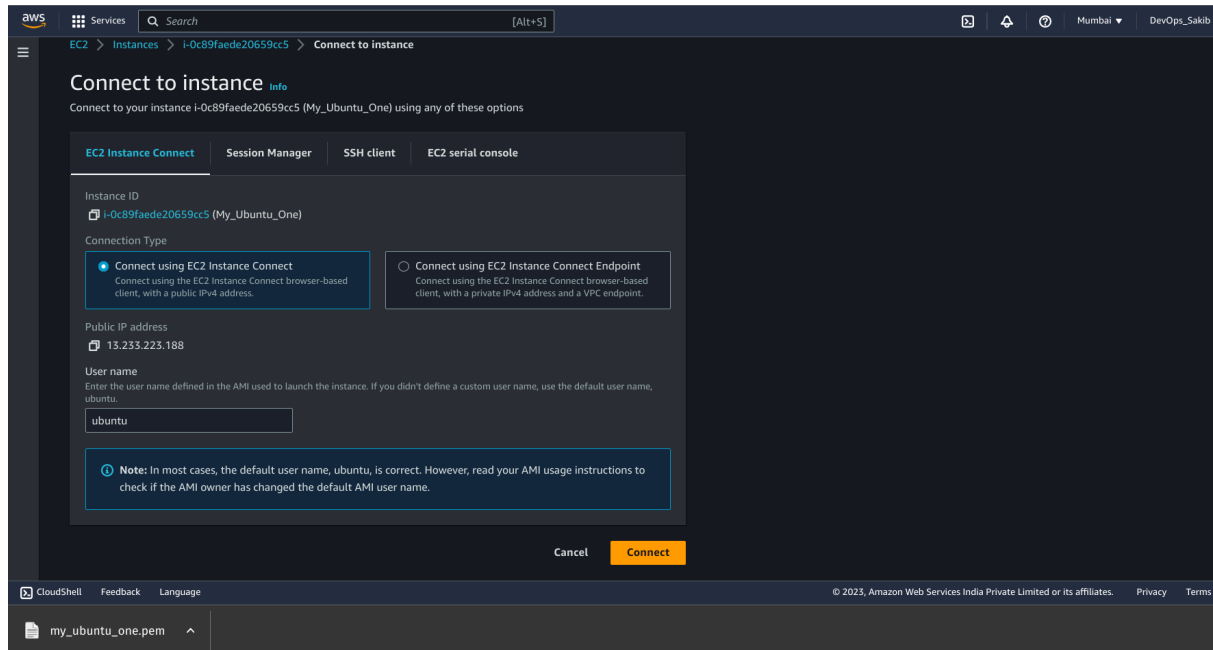 aws
Services
Search
[Alt+S]
Mumbai
DevOps_Sakib
EC2 > Instances > i-0c89faede20659cc5 > Connect to instance
Connect to instance Info
Connect to your instance i-0c89faede20659cc5 (My_Ubuntu_One) using any of these options
EC2 Instance Connect
Session Manager
SSH client
EC2 serial console
Instance ID
i-0c89faede20659cc5 (My_Ubuntu_One)
Connection Type
Connect using EC2 Instance Connect
Connect using the EC2 Instance Connect browser-based
client, with a public IPv4 address.
Connect using EC2 Instance Connect Endpoint
Connect using the EC2 Instance Connect browser-based
client, with a private IPv4 address and a VPC endpoint.
Public IP address
13.233.223.188
User name
Enter the user name defined in the AMI used to launch the instance. If you didn't define a custom user name, use the default user name,
ubuntu.
ubuntu
Note: In most cases, the default user name, ubuntu, is correct. However, read your AMI usage instructions to
check if the AMI owner has changed the default AMI user name.
Cancel
Connect
CloudShell
Feedback
Language
© 2023, Amazon Web Services India Private Limited or its affiliates.
Privacy
Terms
my_ubuntu_one.pem